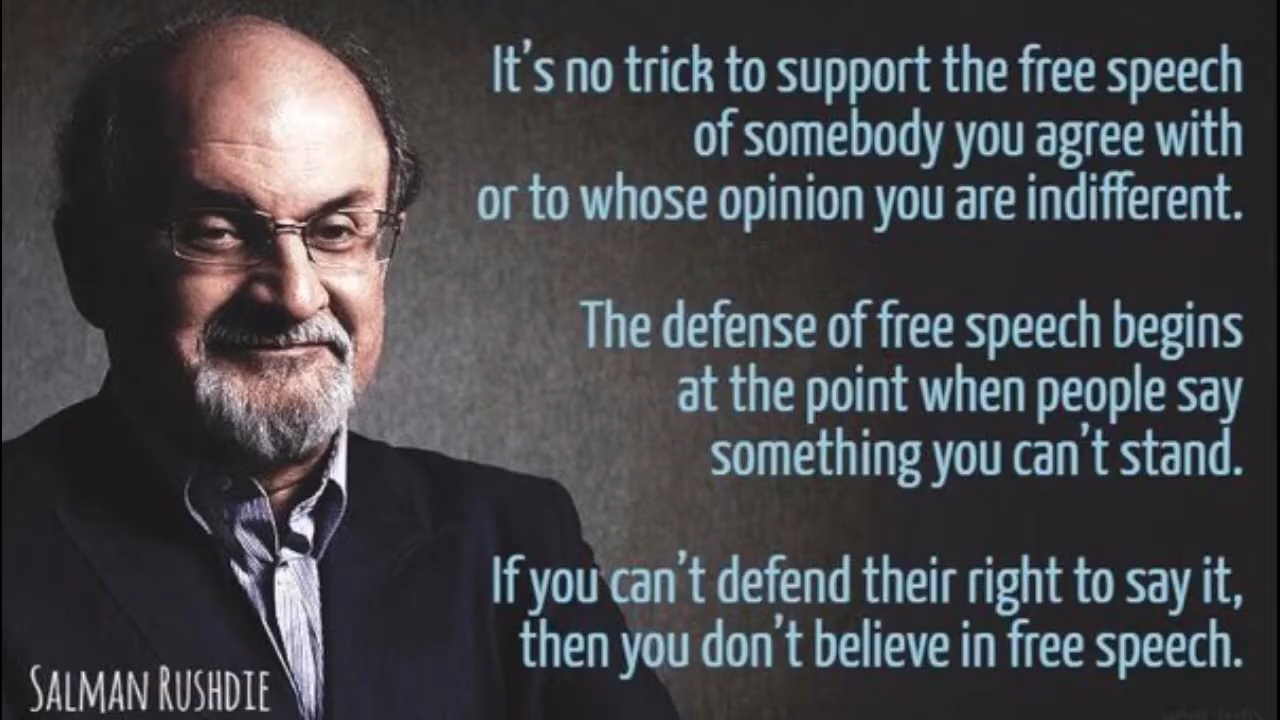 It's no trick to support the free speech
of somebody you agree with
or to whose opinion you are indifferent.
The defense of free speech begins
at the point when people say
something you can't stand.
If you can't defend their right to say it,
then you don't believe in free speech.
SALMAN RUSHDIE